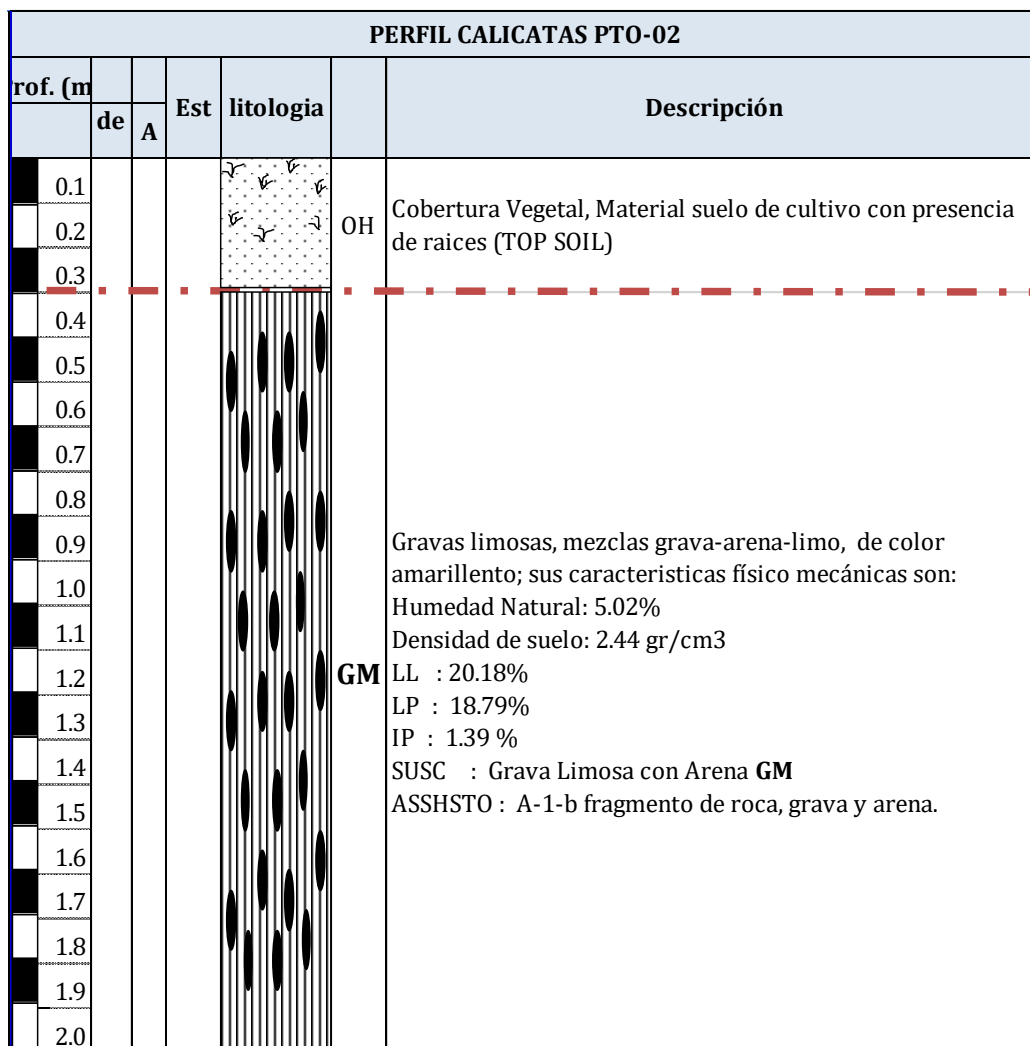 PERFIL CALICATAS PTO-02
rof. (m
de
A
Est
litologia
Descripción
0.1
0.2
0.3
OH
Cobertura Vegetal, Material suelo de cultivo con presencia
de raices (TOP SOIL)
0.4
0.5
0.6
0.7
0.8
0.9
1.0
1.1
1.2
1.3
1.4
1.5
1.6
1.7
1.8
1.9
2.0
GM
Gravas limosas, mezclas grava-arena-limo, de color
amarillento; sus caracteristicas físico mecánicas son:
Humedad Natural: 5.02%
Densidad de suelo: 2.44 gr/cm3
LL : 20.18%
LP : 18.79%
IP : 1.39 %
SUSC : Grava Limosa con Arena GM
ASSHSTO : A-1-b fragmento de roca, grava y arena.